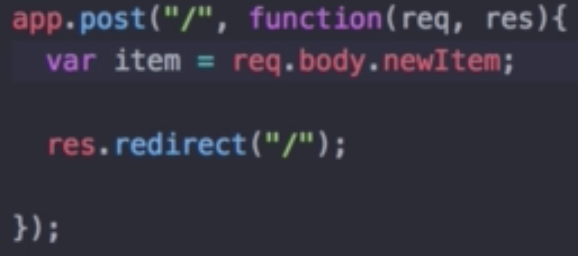 app.post("/", function(req, res){
  var item = req.body.newItem;
  res.redirect("/");
});